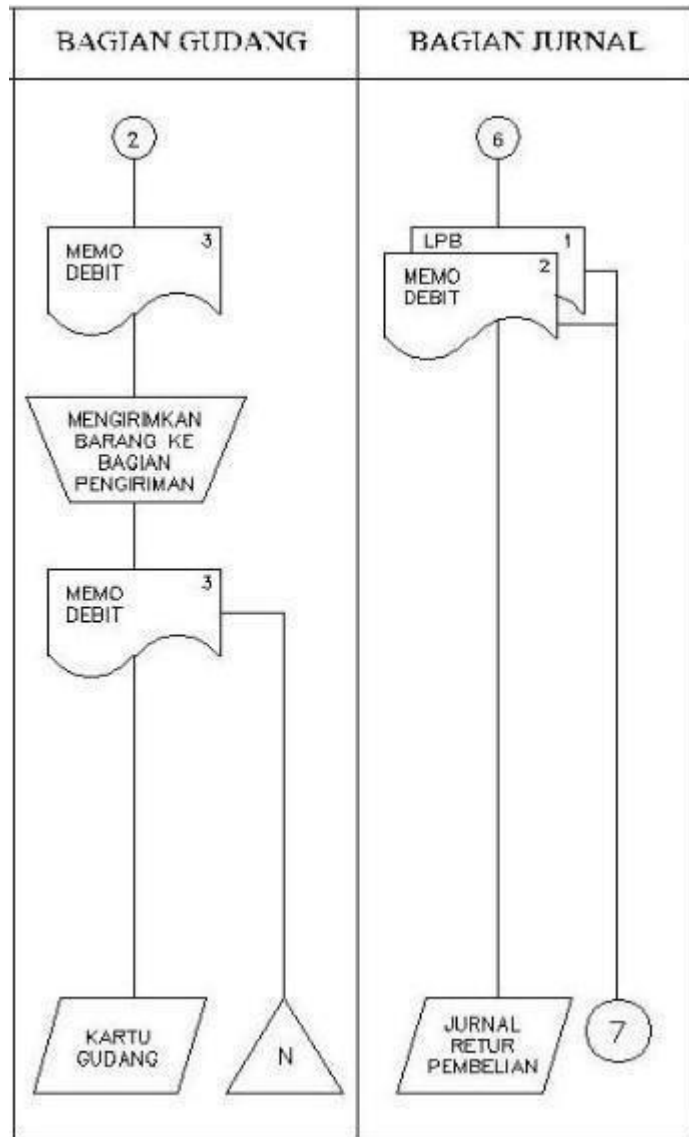 BAGIAN GUDANG
2
3
MEMO
DEBIT
MENGIRIMKAN
BARANG KE
BAGIAN
PENGIRIMAN
3
MEMO
DEBIT
KARTU
GUDANG
N
BAGIAN JURNAL
6
LPB 1
2
MEMO
DEBIT
JURNAL
RETUR
PEMBELIAN
7